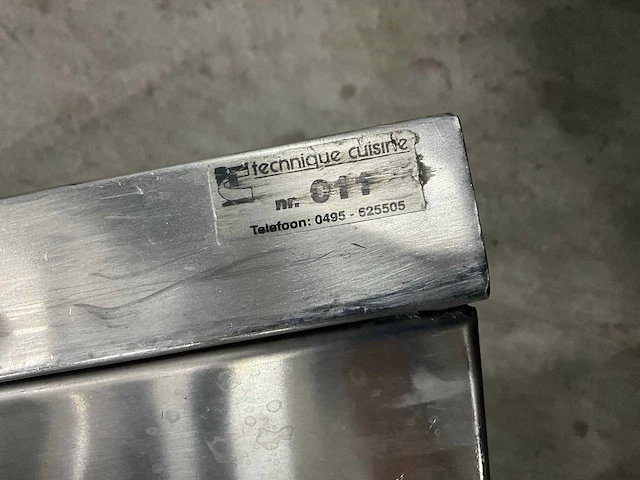 technique cuisine
nr. 011
Telefoon: 0495 - 625505